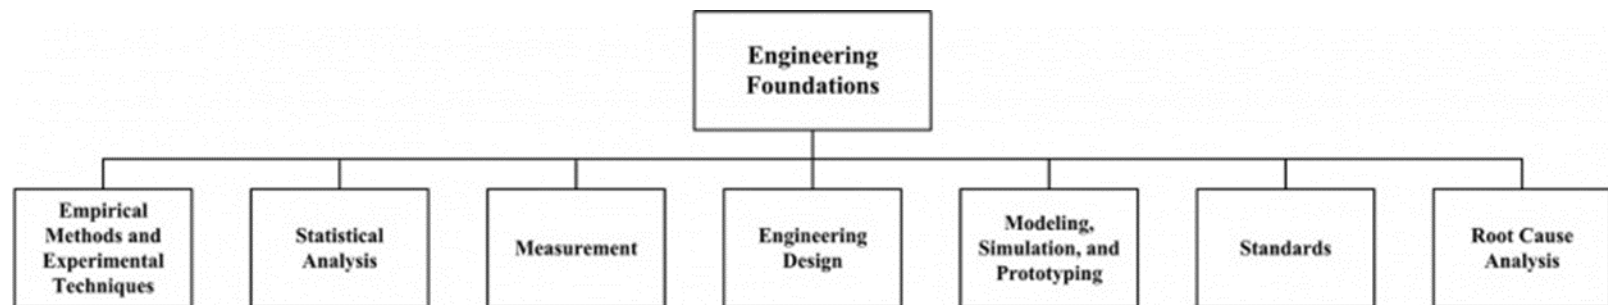 Engineering
Foundations
Empirical
Methods and
Experimental
Techniques
Statistical
Analysis
Measurement
Engineering
Design
Modeling,
Simulation, and
Prototyping
Standards
Root Cause
Analysis